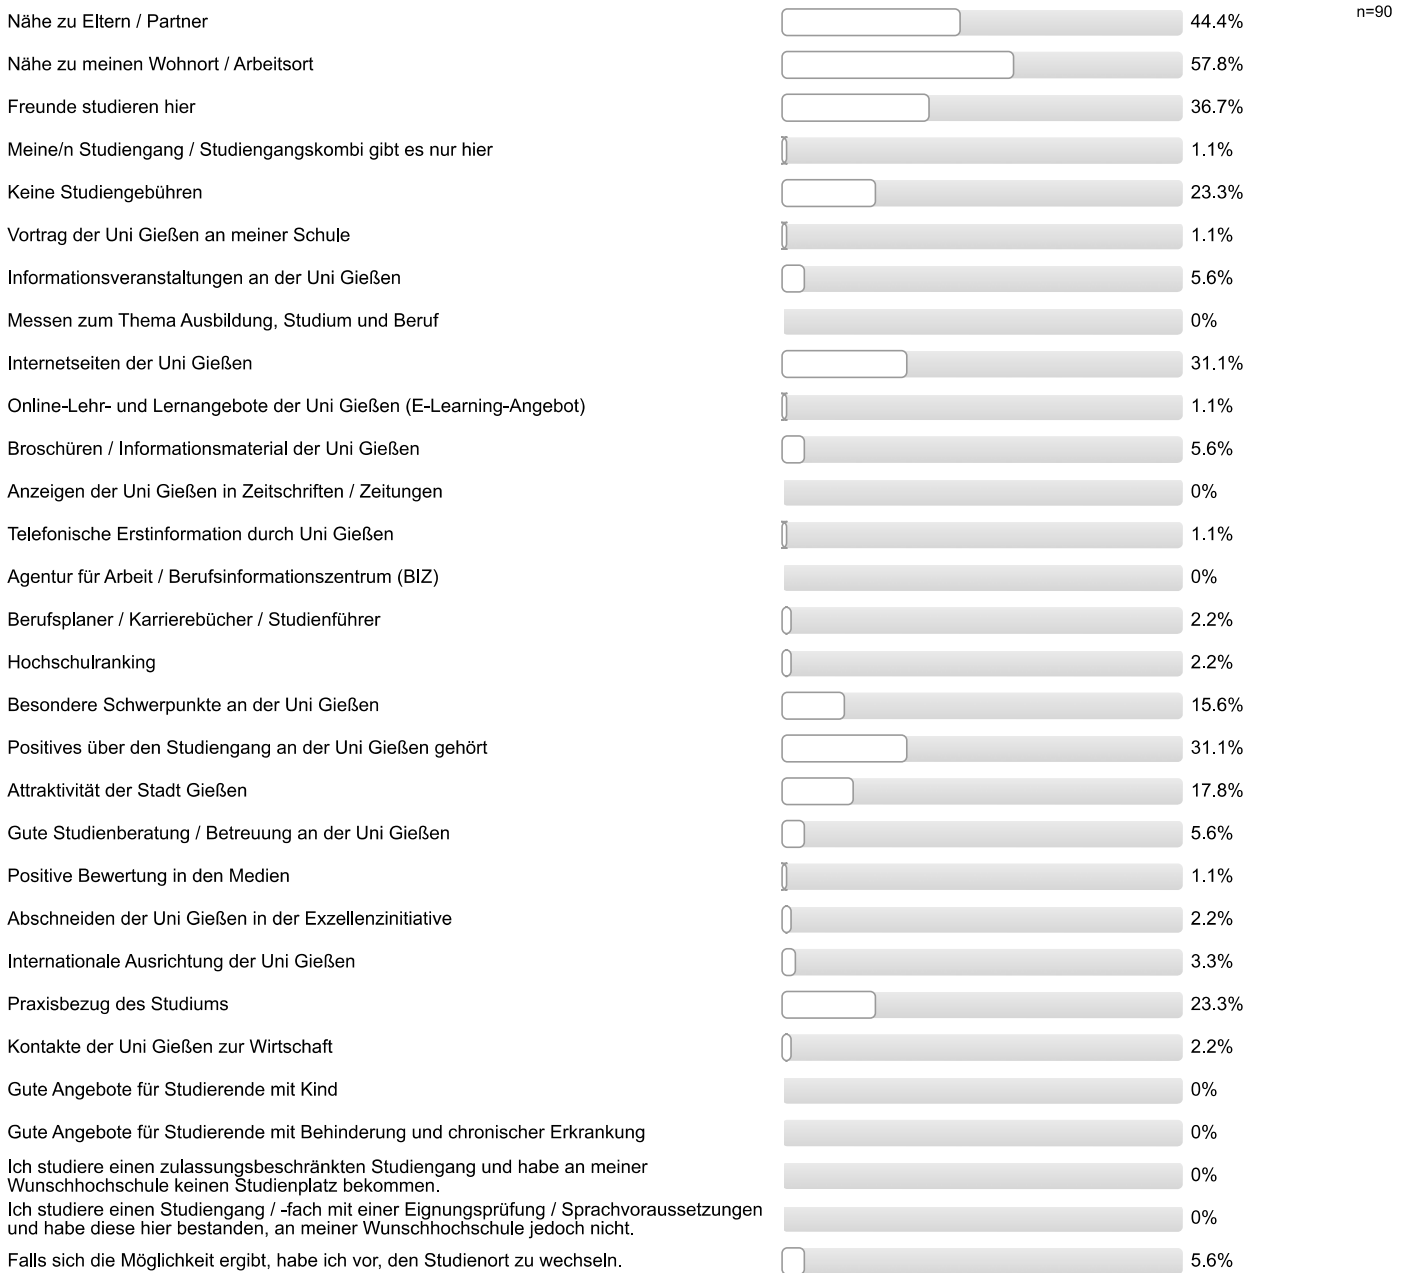 n=90
Nähe zu Eltern / Partner 44.4%
Nähe zu meinen Wohnort / Arbeitsort 57.8%
Freunde studieren hier 36.7%
Meine/n Studiengang / Studiengangskombi gibt es nur hier 1.1%
Keine Studiengebühren 23.3%
Vortrag der Uni Gießen an meiner Schule 1.1%
Informationsveranstaltungen an der Uni Gießen 5.6%
Messen zum Thema Ausbildung, Studium und Beruf 0%
Internetseiten der Uni Gießen 31.1%
Online-Lehr- und Lernangebote der Uni Gießen (E-Learning-Angebot) 1.1%
Broschüren / Informationsmaterial der Uni Gießen 5.6%
Anzeigen der Uni Gießen in Zeitschriften / Zeitungen 0%
Telefonische Erstinformation durch Uni Gießen 1.1%
Agentur für Arbeit / Berufsinformationszentrum (BIZ) 0%
Berufsplaner / Karrierebücher / Studienführer 2.2%
Hochschulranking 2.2%
Besondere Schwerpunkte an der Uni Gießen 15.6%
Positives über den Studiengang an der Uni Gießen gehört 31.1%
Attraktivität der Stadt Gießen 17.8%
Gute Studienberatung / Betreuung an der Uni Gießen 5.6%
Positive Bewertung in den Medien 1.1%
Abschneiden der Uni Gießen in der Exzellenzinitiative 2.2%
Internationale Ausrichtung der Uni Gießen 3.3%
Praxisbezug des Studiums 23.3%
Kontakte der Uni Gießen zur Wirtschaft 2.2%
Gute Angebote für Studierende mit Kind 0%
Gute Angebote für Studierende mit Behinderung und chronischer Erkrankung 0%
Ich studiere einen zulassungsbeschränkten Studiengang und habe an meiner
Wunschhochschule keinen Studienplatz bekommen. 0%
Ich studiere einen Studiengang / -fach mit einer Eignungsprüfung / Sprachvoraussetzungen
und habe diese hier bestanden, an meiner Wunschhochschule jedoch nicht. 0%
Falls sich die Möglichkeit ergibt, habe ich vor, den Studienort zu wechseln. 5.6%